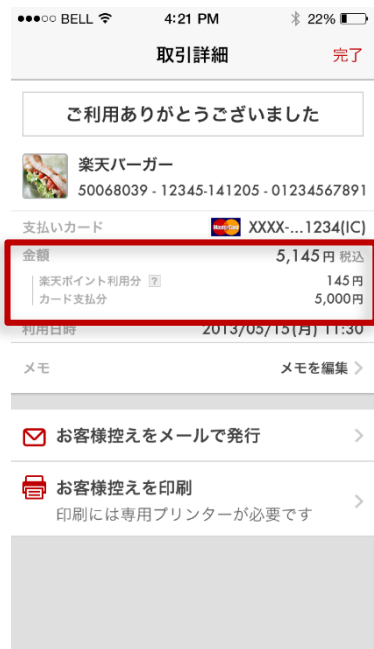 BELL 4:21 PM 22%
取引詳細 完了
ご利用ありがとうございました
楽天バーガー
50068039 - 12345-141205 - 01234567891
支払いカード MasterCard XXXX-...1234(IC)
金額 5,145円 税込
楽天ポイント利用分 ? 145円
カード支払分 5,000円
利用日時 2013/05/15(月) 11:30
メモ メモを編集
お客様控えをメールで発行
お客様控えを印刷
印刷には専用プリンターが必要です